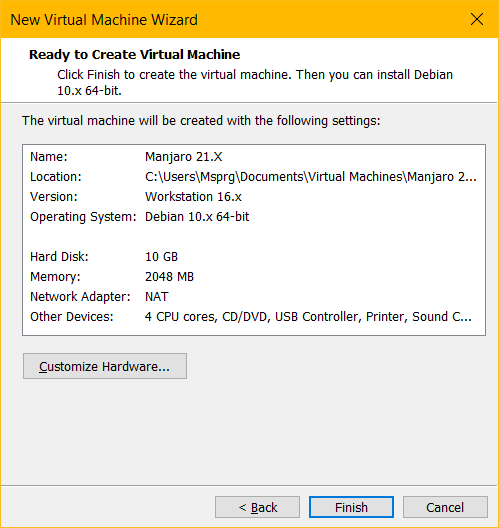 New Virtual Machine Wizard
Ready to Create Virtual Machine
Click Finish to create the virtual machine. Then you can install Debian
10.x 64-bit.
The virtual machine will be created with the following settings:
Name: Manjaro 21.X
Location: C:\Users\Msprg\Documents\Virtual Machines\Manjaro 2...
Version: Workstation 16.x
Operating System: Debian 10.x 64-bit
Hard Disk: 10 GB
Memory: 2048 MB
Network Adapter: NAT
Other Devices: 4 CPU cores, CD/DVD, USB Controller, Printer, Sound C...
Customize Hardware...
< Back Finish Cancel